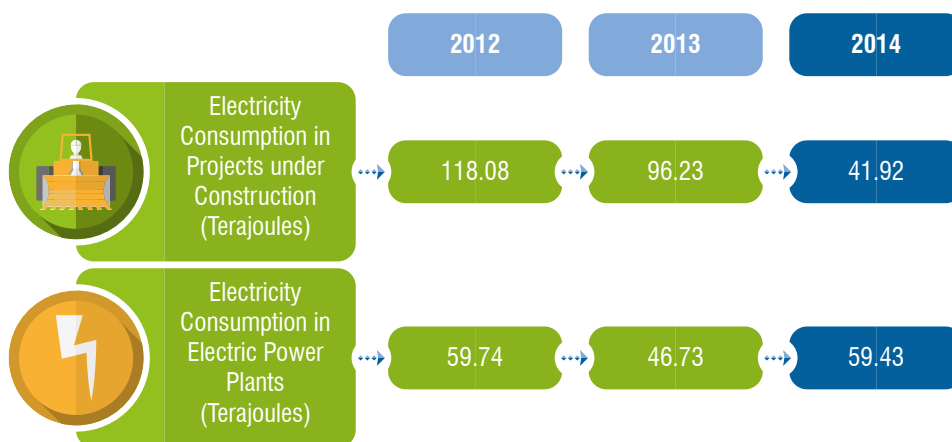 2012 2013 2014
Electricity
Consumption in
Projects under
Construction
(Terajoules)
118.08 96.23 41.92
Electricity
Consumption in
Electric Power
Plants
(Terajoules)
59.74 46.73 59.43